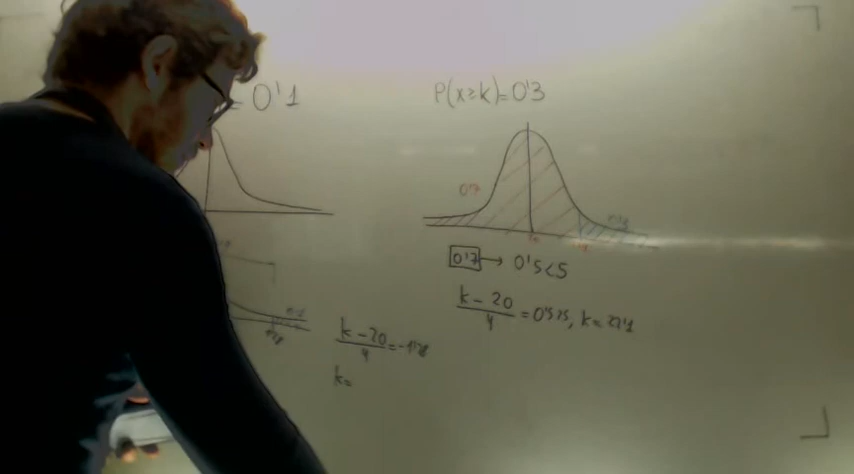 = 0'1
P(x≥k)=0'3
0'7
0'7 → 0'5<5
k-20
4
= 0'525, k=22'1
k-20
4
=-1'28
k=